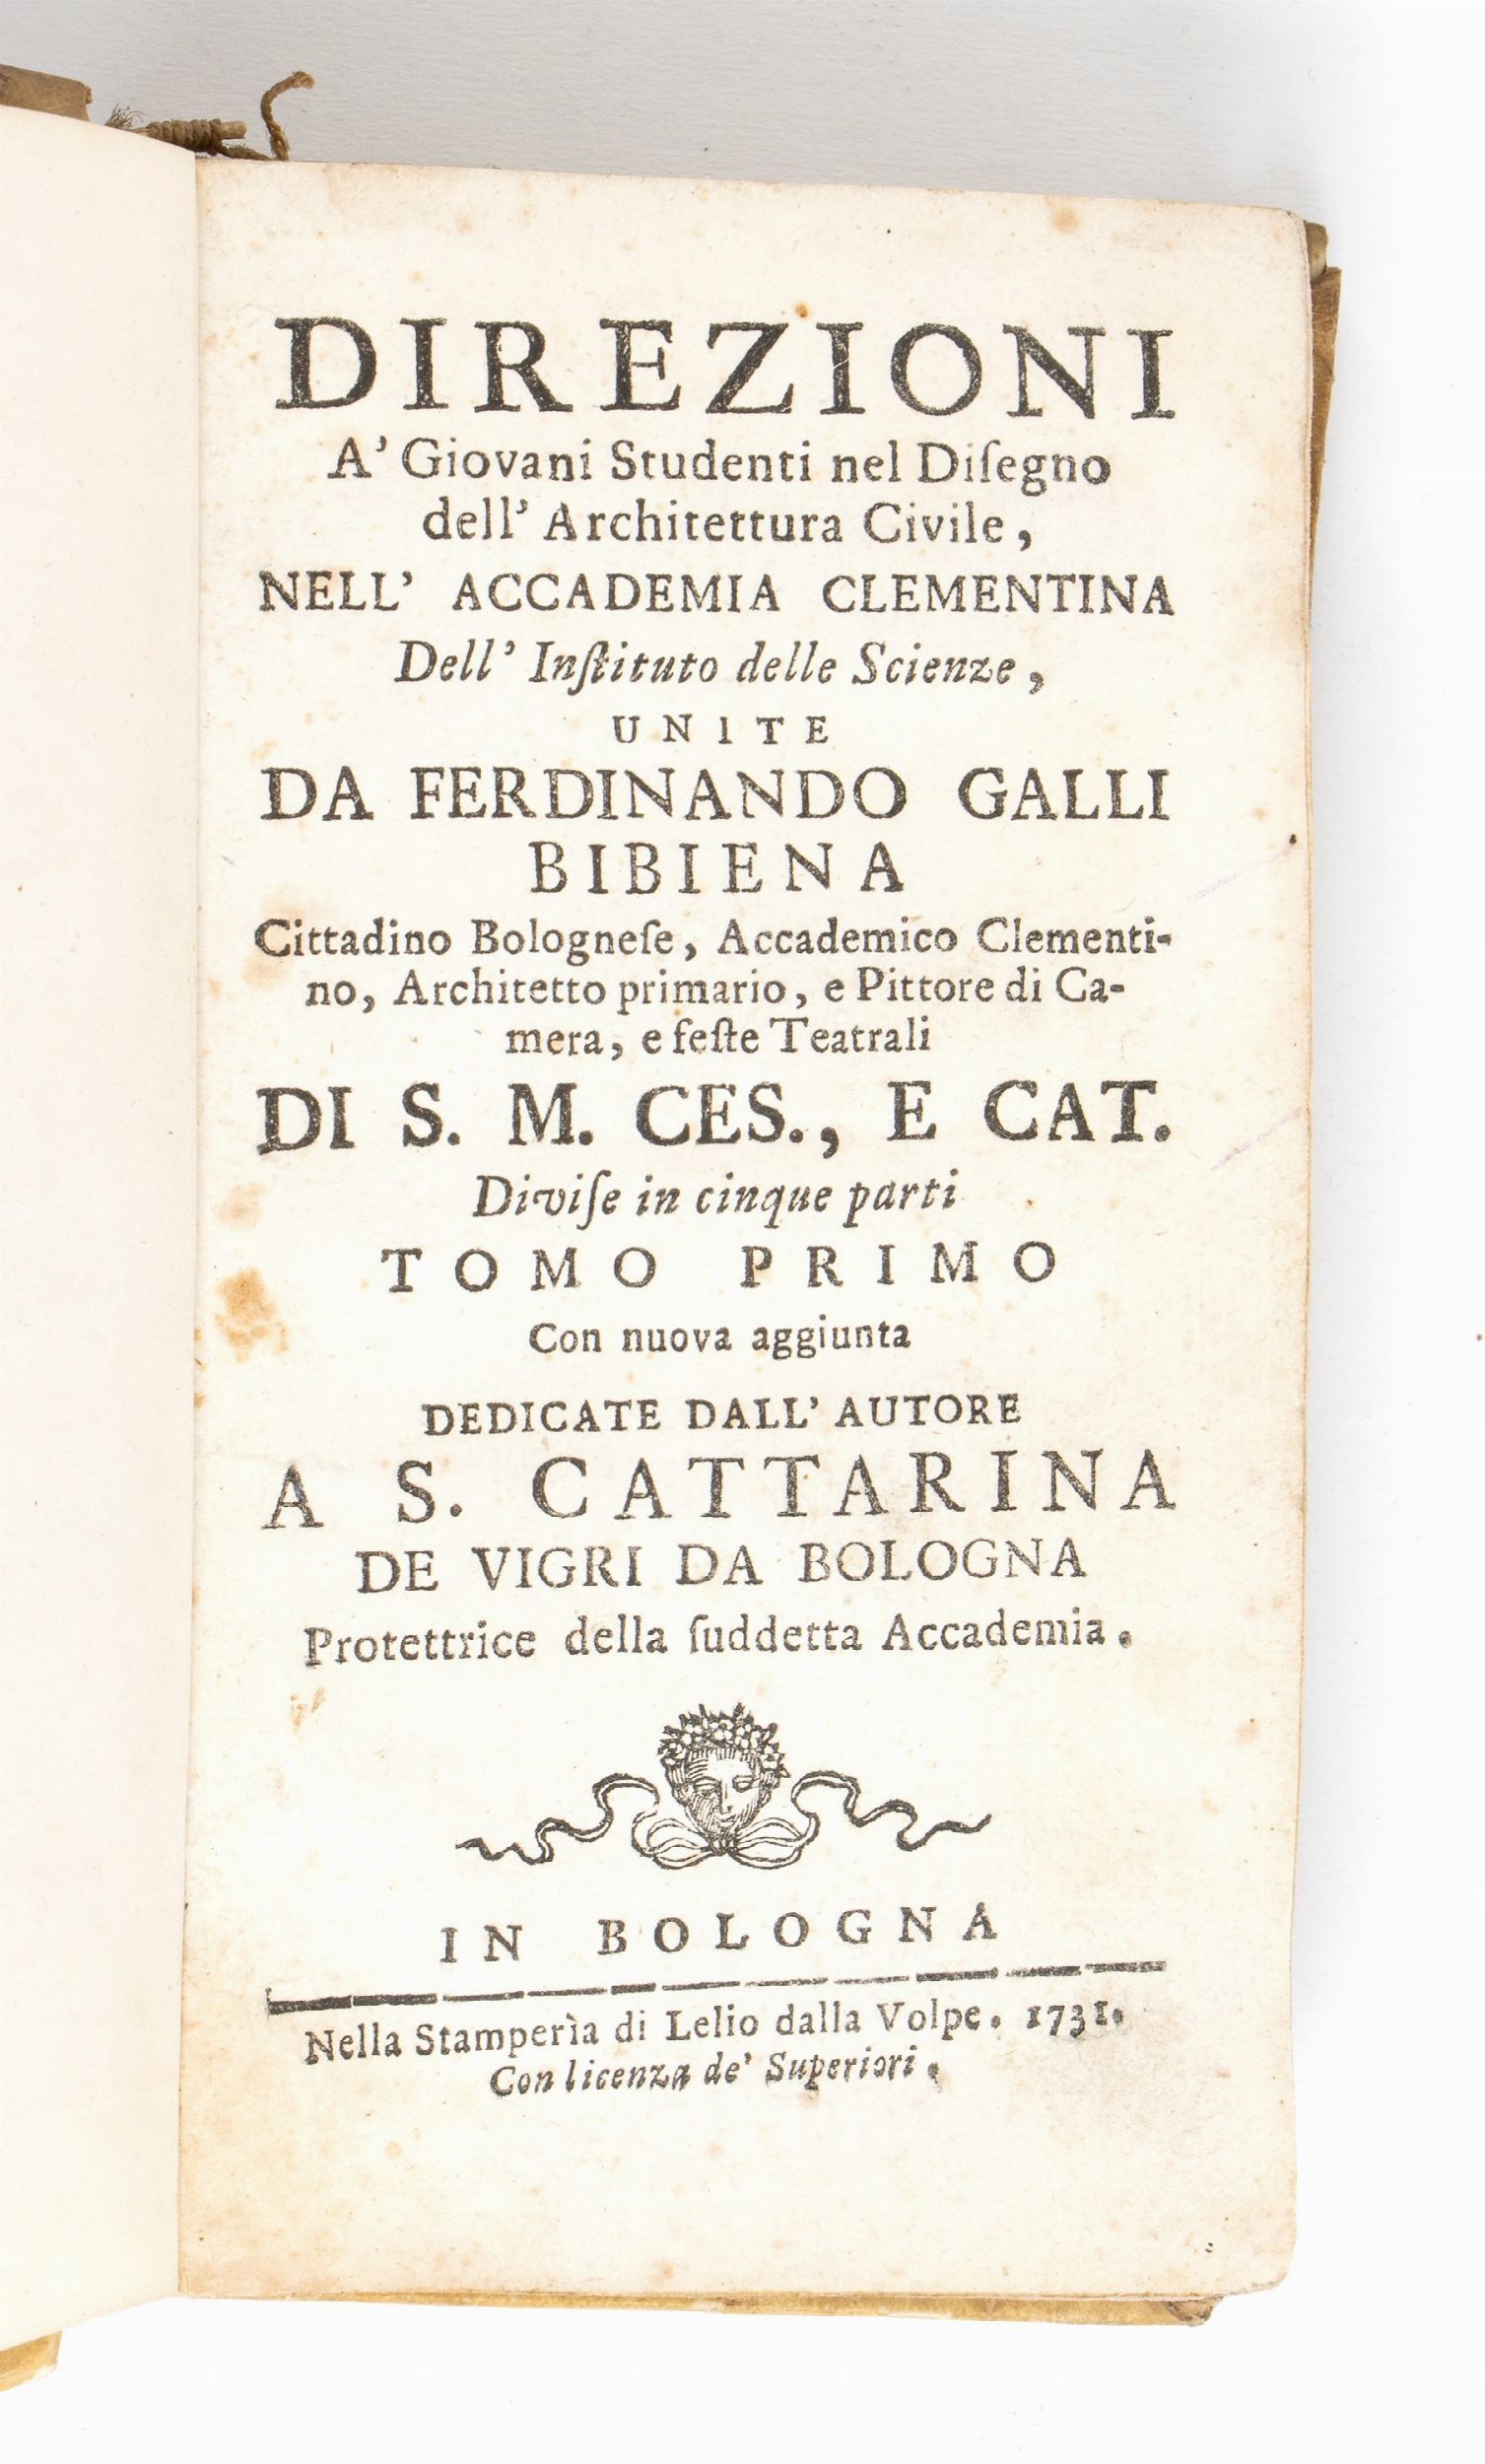 DIREZIONI
A' Giovani Studenti nel Diſegno
dell' Architettura Civile,
NELL' ACCADEMIA CLEMENTINA
Dell' Inſtituto delle Scienze,
UNITE
DA FERDINANDO GALLI
BIBIENA
Cittadino Bologneſe, Accademico Clementi-
no, Architetto primario, e Pittore di Ca-
mera, e feſte Teatrali
DI S. M. CES., E CAT.
Diviſe in cinque parti
TOMO PRIMO
Con nuova aggiunta
DEDICATE DALL' AUTORE
A S. CATTARINA
DE VIGRI DA BOLOGNA
Protettrice della ſuddetta Accademia.
IN BOLOGNA
Nella Stamperìa di Lelio dalla Volpe. 1731.
Con licenza de' Superiori.